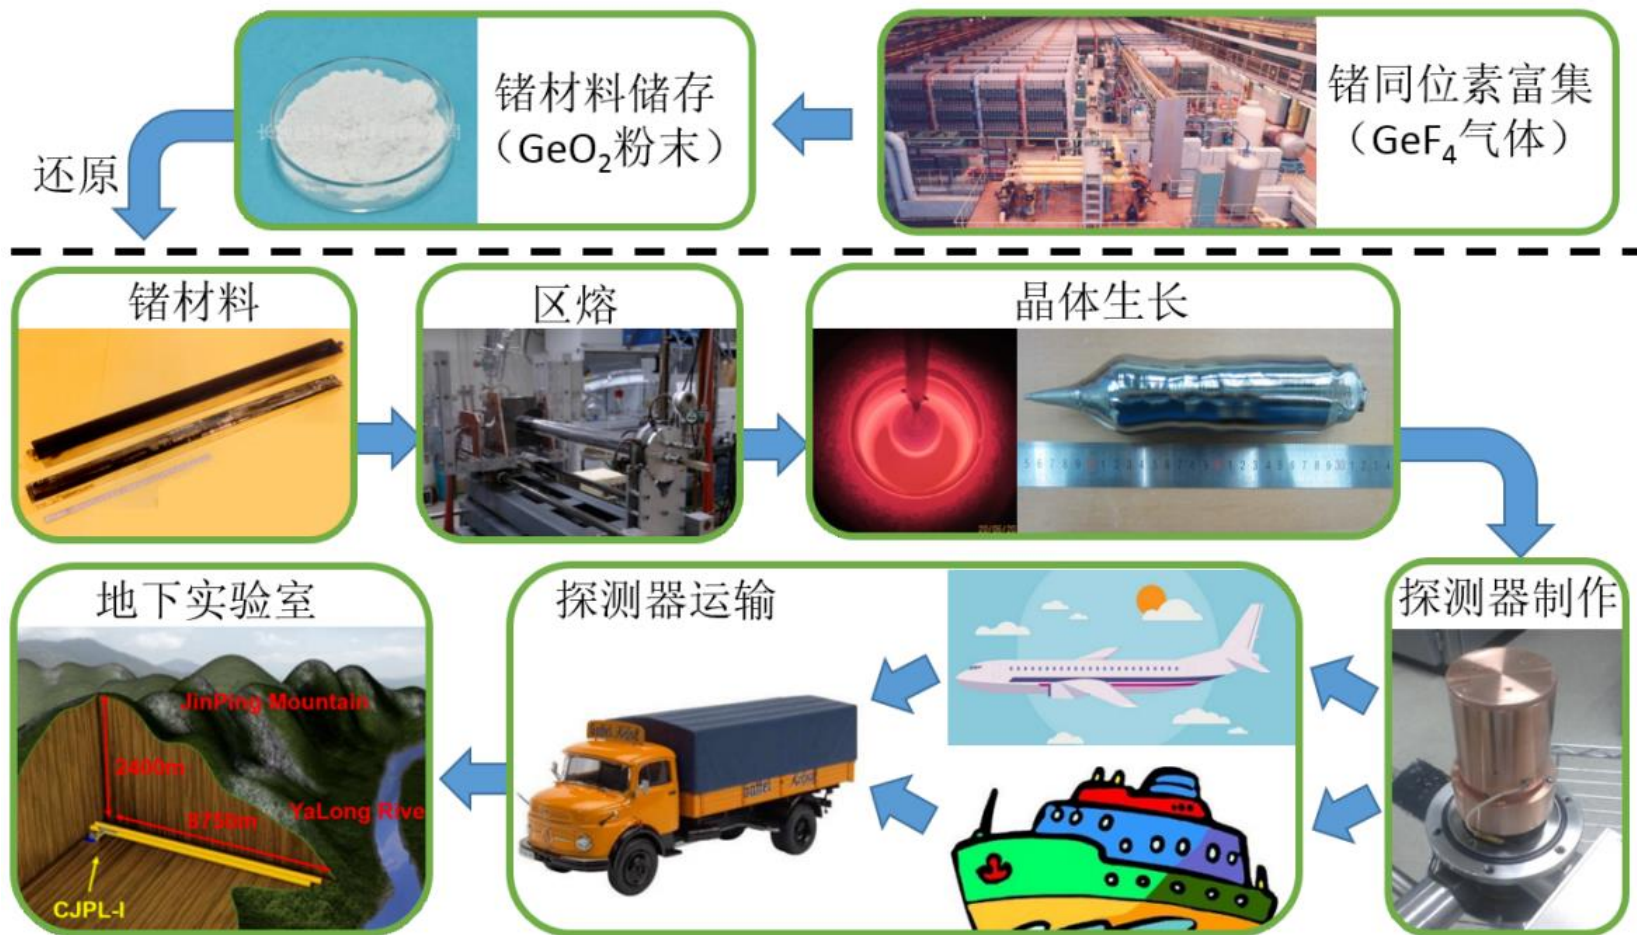 锗材料储存
（GeO₂粉末）
锗同位素富集
（GeF₄气体）
还原
锗材料
区熔
晶体生长
地下实验室
JinPing Mountain
2400m
YaLong Rive
8750m
CJPL-I
探测器运输
探测器制作